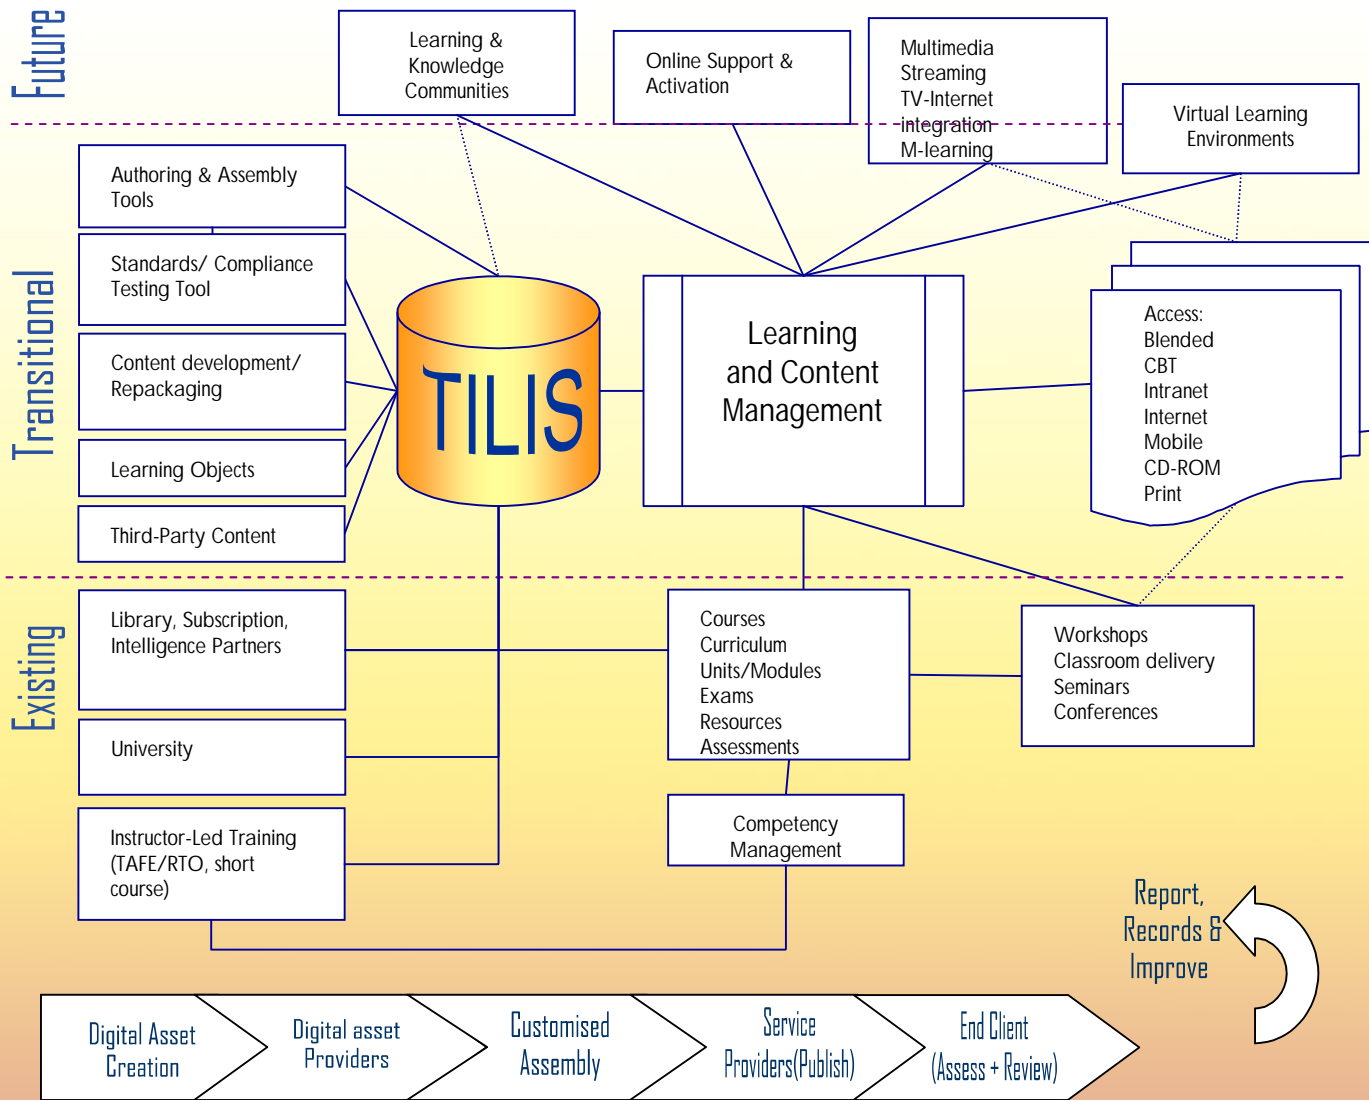 Future
Learning &
Knowledge
Communities
Online Support &
Activation
Multimedia
Streaming
TV-Internet
integration
M-learning
Virtual Learning
Environments
Transitional
Authoring & Assembly
Tools
Standards/ Compliance
Testing Tool
Content development/
Repackaging
Learning Objects
Third-Party Content
TILIS
Learning
and Content
Management
Access:
Blended
CBT
Intranet
Internet
Mobile
CD-ROM
Print
Existing
Library, Subscription,
Intelligence Partners
University
Instructor-Led Training
(TAFE/RTO, short
course)
Courses
Curriculum
Units/Modules
Exams
Resources
Assessments
Competency
Management
Workshops
Classroom delivery
Seminars
Conferences
Report,
Records &
Improve
Digital Asset
Creation
Digital asset
Providers
Customised
Assembly
Service
Providers(Publish)
End Client
(Assess + Review)